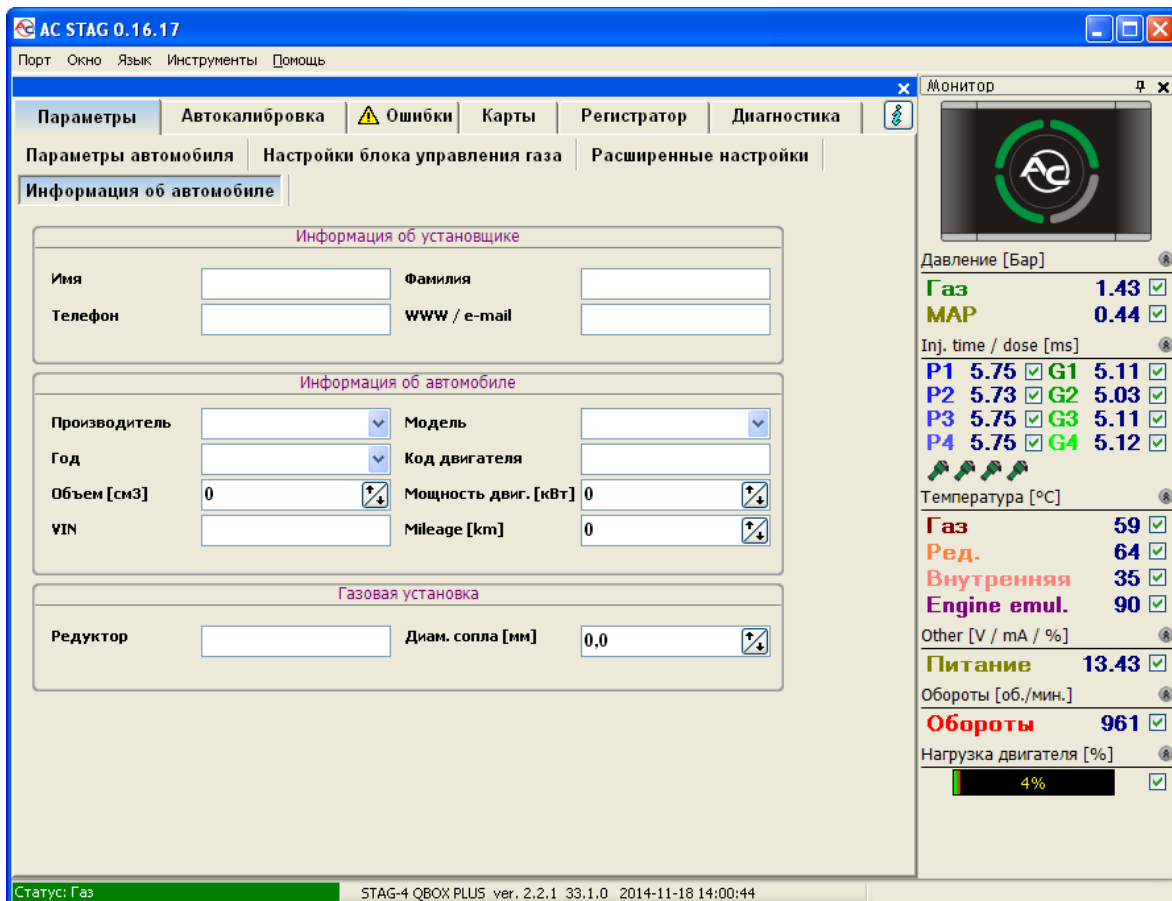 AC STAG 0.16.17
Порт Окно Язык Инструменты Помощь
Параметры Автокалибровка Ошибки Карты Регистратор Диагностика
Параметры автомобиля Настройки блока управления газа Расширенные настройки
Информация об автомобиле
Информация об установщике
Имя Фамилия
Телефон WWW / e-mail
Информация об автомобиле
Производитель Модель
Год Код двигателя
Объем [см3] 0 Мощность двиг. [кВт] 0
VIN Mileage [km] 0
Газовая установка
Редуктор Диам. сопла [мм] 0,0
Монитор
AC
Давление [Бар]
Газ 1.43
MAP 0.44
Inj. time / dose [ms]
P1 5.75 G1 5.11
P2 5.73 G2 5.03
P3 5.75 G3 5.11
P4 5.75 G4 5.12
Температура [°C]
Газ 59
Ред. 64
Внутренняя 35
Engine emul. 90
Other [V / mA / %]
Питание 13.43
Обороты [об./мин.]
Обороты 961
Нагрузка двигателя [%]
4%
Статус: Газ STAG-4 QBOX PLUS ver. 2.2.1 33.1.0 2014-11-18 14:00:44